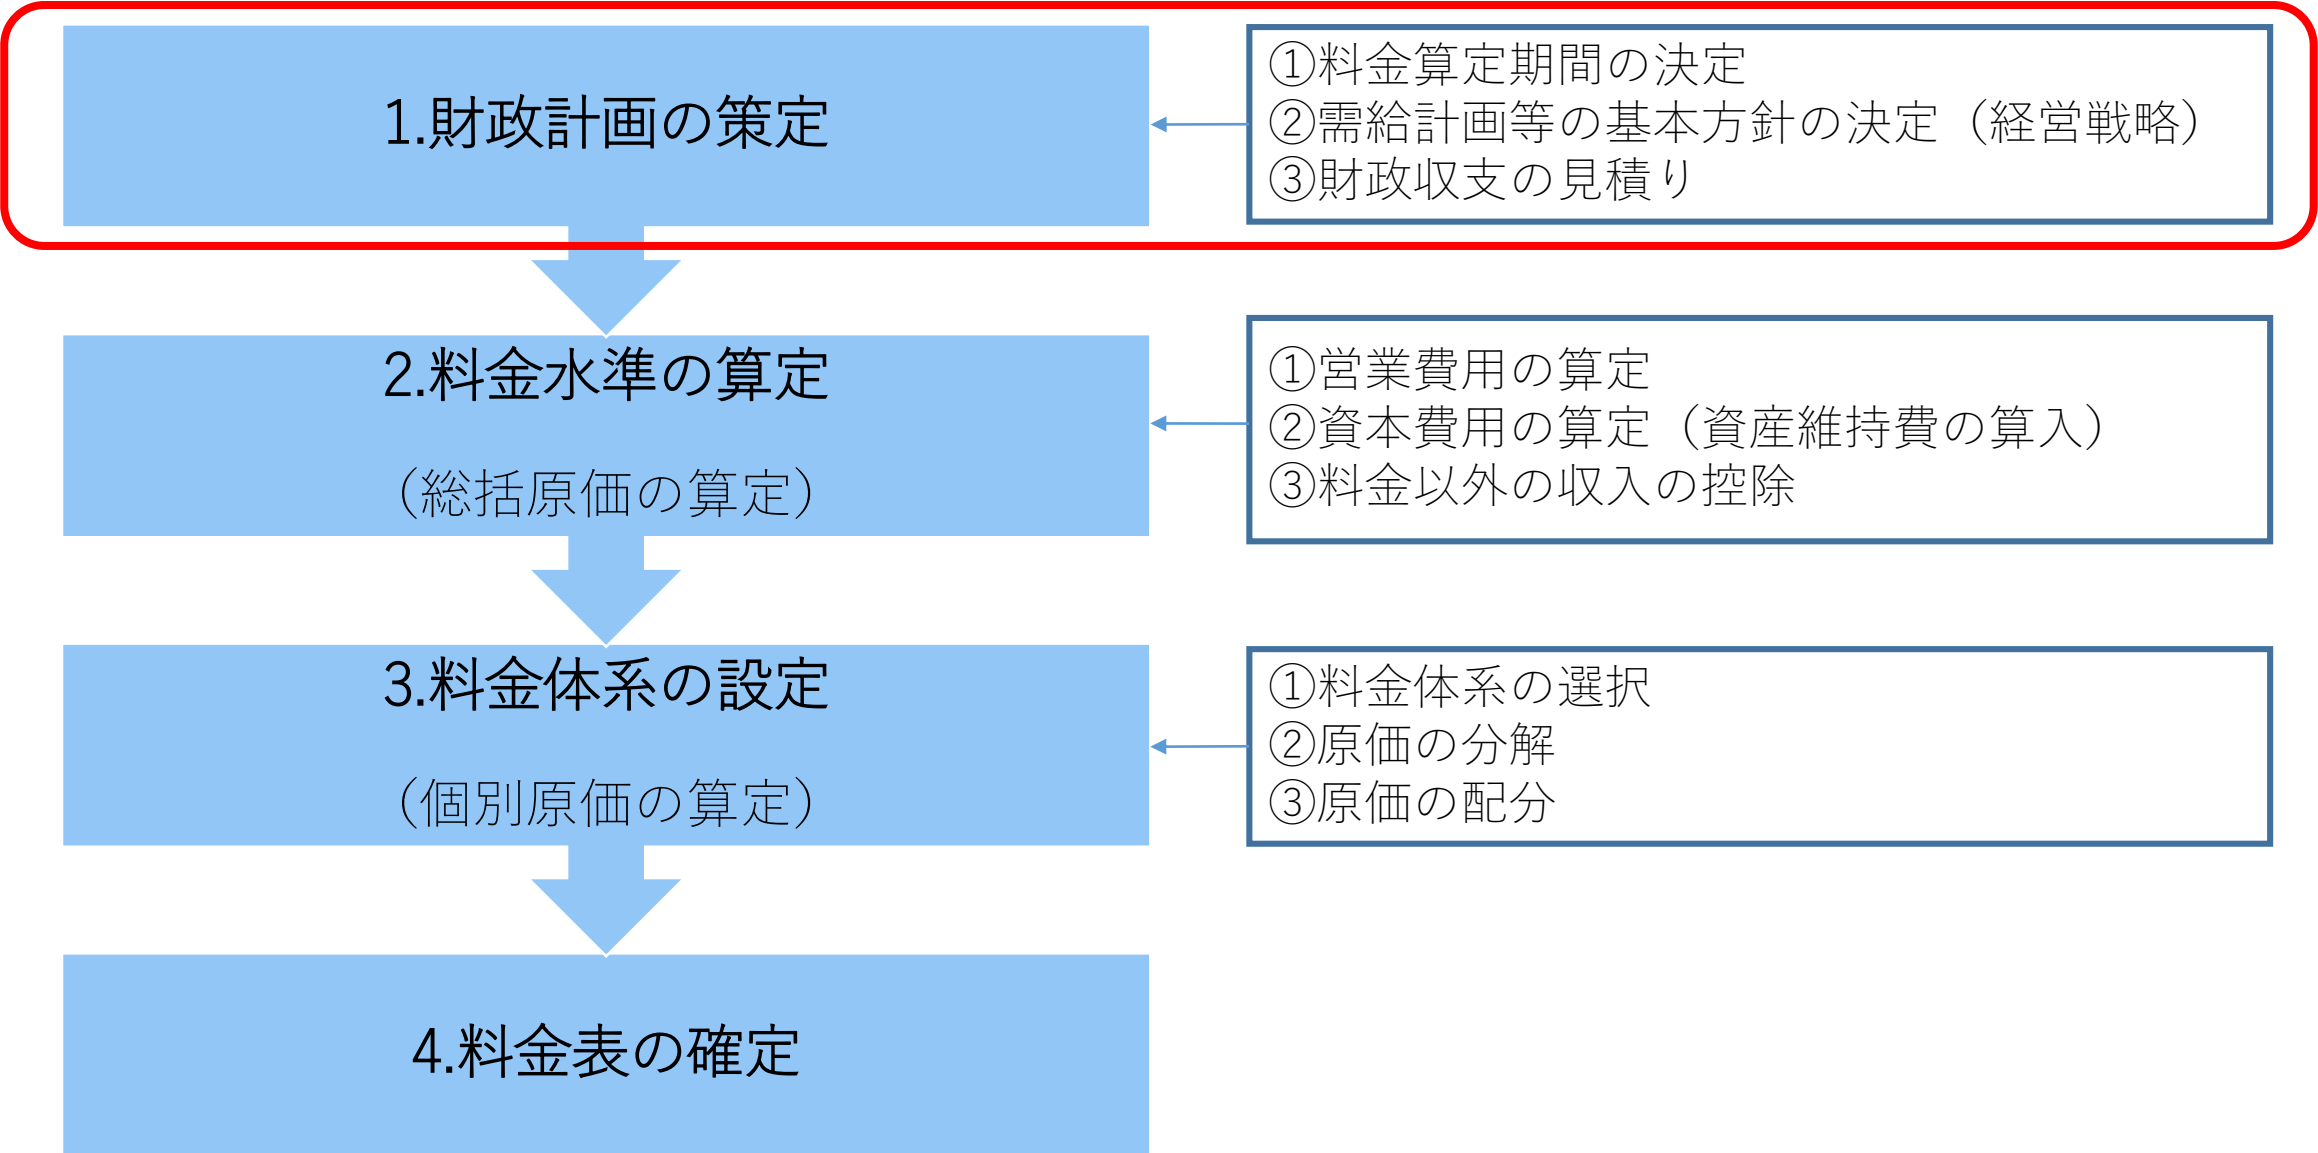 1.財政計画の策定
①料金算定期間の決定
②需給計画等の基本方針の決定（経営戦略）
③財政収支の見積り
2.料金水準の算定
（総括原価の算定）
①営業費用の算定
②資本費用の算定（資産維持費の算入）
③料金以外の収入の控除
3.料金体系の設定
（個別原価の算定）
①料金体系の選択
②原価の分解
③原価の配分
4.料金表の確定